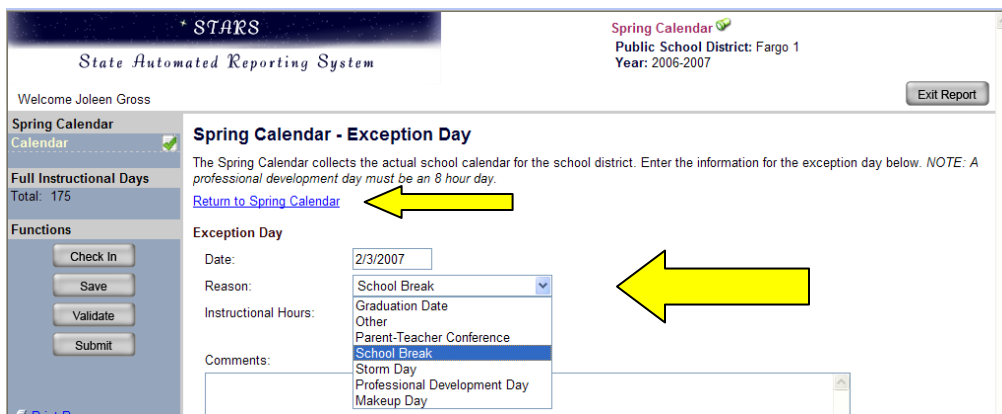 * STARS
State Automated Reporting System
Spring Calendar
Public School District: Fargo 1
Year: 2006-2007
Welcome Joleen Gross
Exit Report
Spring Calendar
Calendar
Full Instructional Days
Total: 175
Functions
Check In
Save
Validate
Submit
Spring Calendar - Exception Day
The Spring Calendar collects the actual school calendar for the school district. Enter the information for the exception day below. NOTE: A
professional development day must be an 8 hour day.
Return to Spring Calendar
Exception Day
Date: 2/3/2007
Reason: School Break
Instructional Hours:
Graduation Date
Other
Parent-Teacher Conference
School Break
Storm Day
Professional Development Day
Makeup Day
Comments: